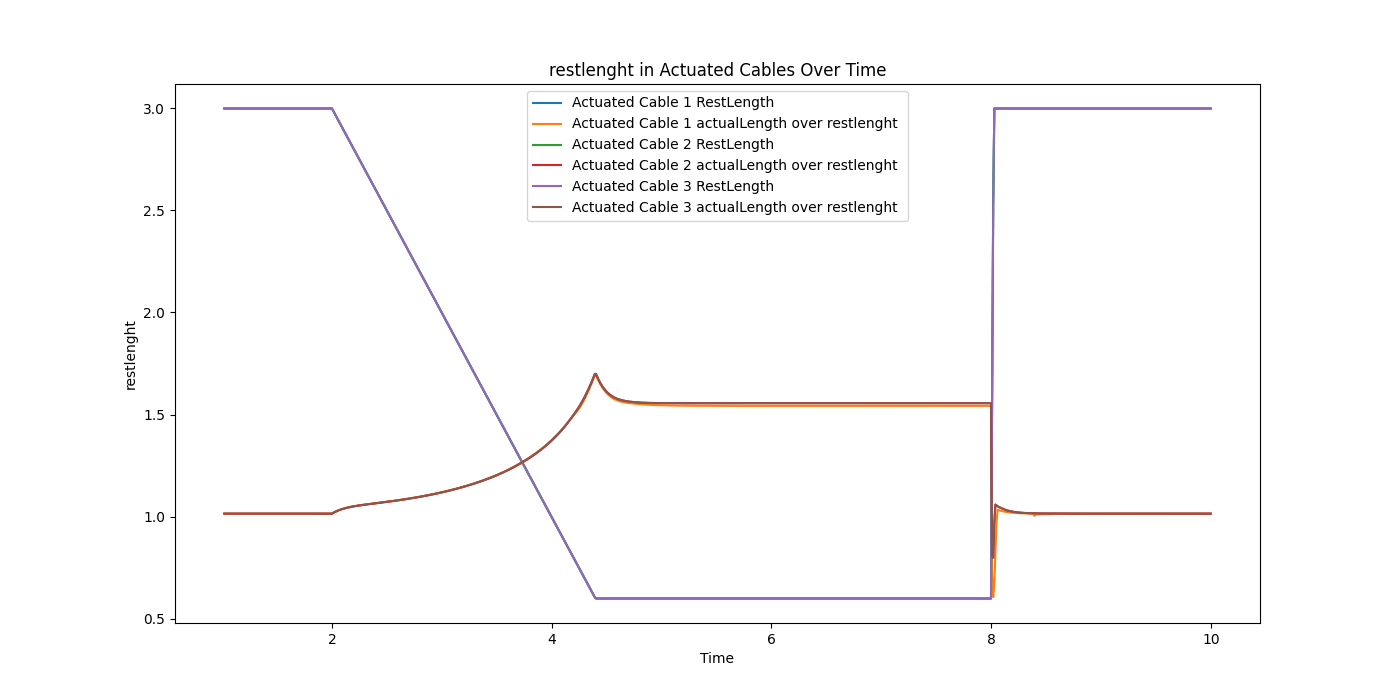 restlenght in Actuated Cables Over Time
Actuated Cable 1 RestLength
Actuated Cable 1 actualLength over restlenght
Actuated Cable 2 RestLength
Actuated Cable 2 actualLength over restlenght
Actuated Cable 3 RestLength
Actuated Cable 3 actualLength over restlenght
restlenght
3.0
2.5
2.0
1.5
1.0
0.5
2 4 6 8 10
Time